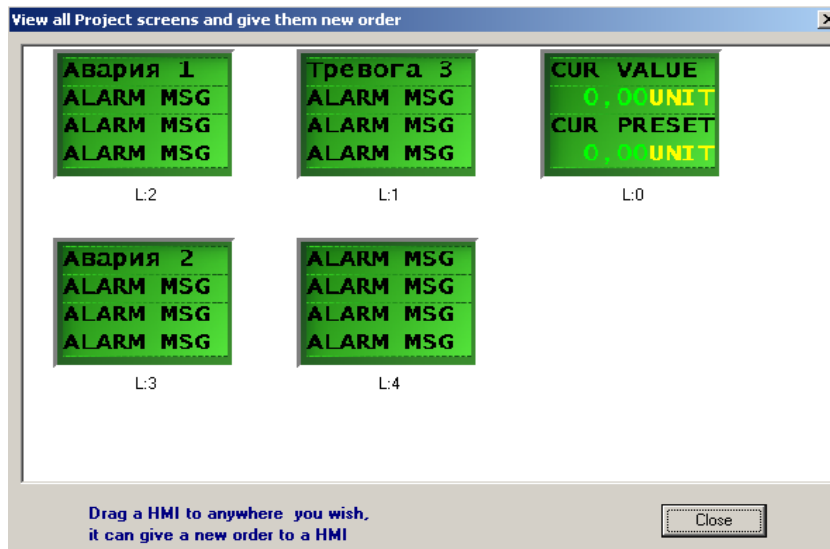 View all Project screens and give them new order
Авария 1
ALARM MSG
ALARM MSG
ALARM MSG
L:2
Тревога 3
ALARM MSG
ALARM MSG
ALARM MSG
L:1
CUR VALUE
0,00UNIT
CUR PRESET
0,00UNIT
L:0
Авария 2
ALARM MSG
ALARM MSG
ALARM MSG
L:3
ALARM MSG
ALARM MSG
ALARM MSG
ALARM MSG
L:4
Drag a HMI to anywhere you wish,
it can give a new order to a HMI
Close